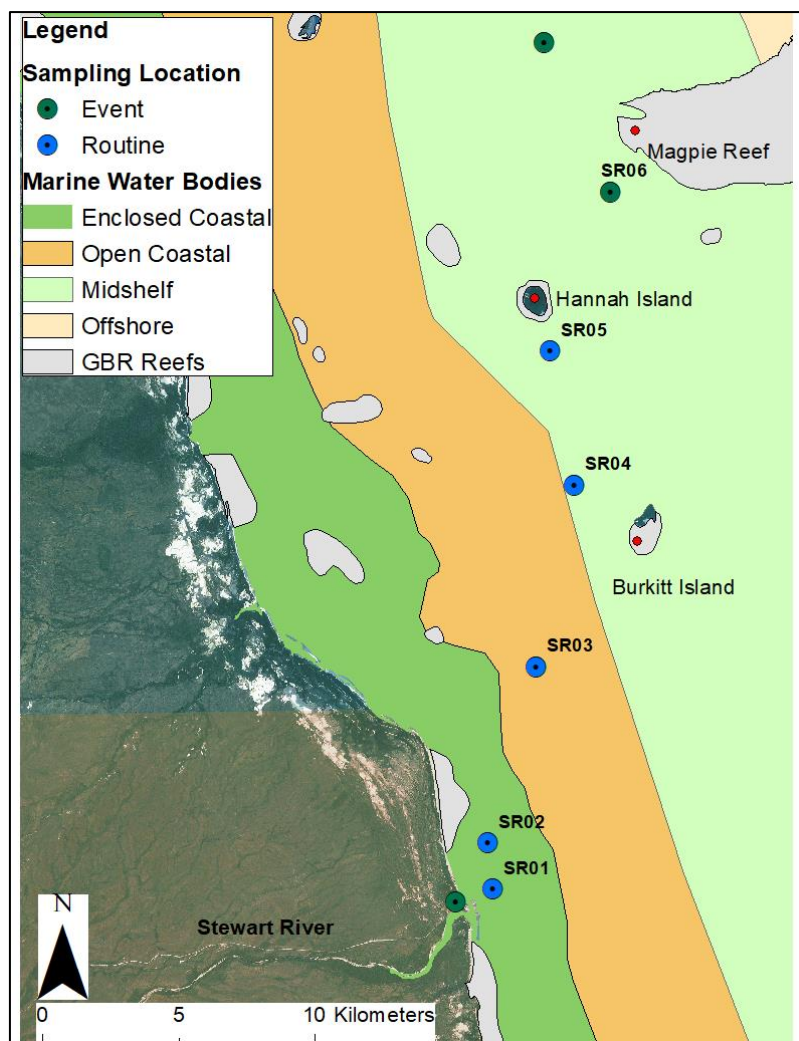 Legend
Sampling Location
Event
Routine
Marine Water Bodies
Enclosed Coastal
Open Coastal
Midshelf
Offshore
GBR Reefs
Magpie Reef
SR06
Hannah Island
SR05
SR04
Burkitt Island
SR03
SR02
SR01
Stewart River
N
0 5 10 Kilometers